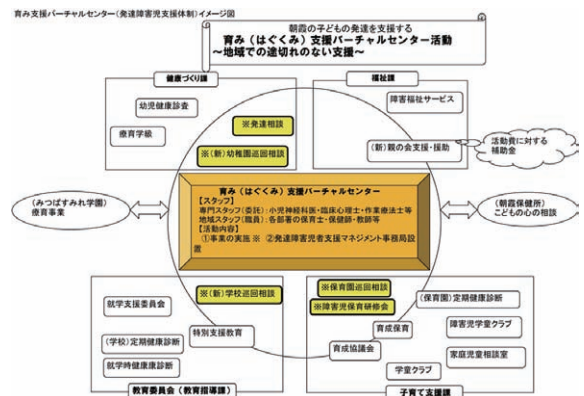 育み支援バーチャルセンター(発達障害児支援体制)イメージ図
朝霞の子どもの発達を支援する
育み(はぐくみ)支援バーチャルセンター活動
~地域での途切れのない支援~
健康づくり課
幼児健康診査
療育学級
※発達相談
※(新)幼稚園巡回相談
福祉課
障害福祉サービス
(新)親の会支援・援助
活動費に対する
補助金
育み(はぐくみ)支援バーチャルセンター
【スタッフ】
専門スタッフ(委託):小児神経科医・臨床心理士・作業療法士等
地域スタッフ(職員):各部署の保育士・保健師・教師等
【活動内容】
①事業の実施 ※ ②発達障害児者支援マネジメント事務局設
置
(みつばすみれ学園)
療育事業
(朝霞保健所)
こどもの心の相談
※(新)学校巡回相談
就学支援委員会
特別支援教育
(学校)定期健康診断
就学時健康康診断
教育委員会(教育指導課)
※保育園巡回相談
※障害児保育研修会
(保育園)定期健康診断
育成保育
障害児学童クラブ
育成協議会
家庭児童相談室
学童クラブ
子育て支援課